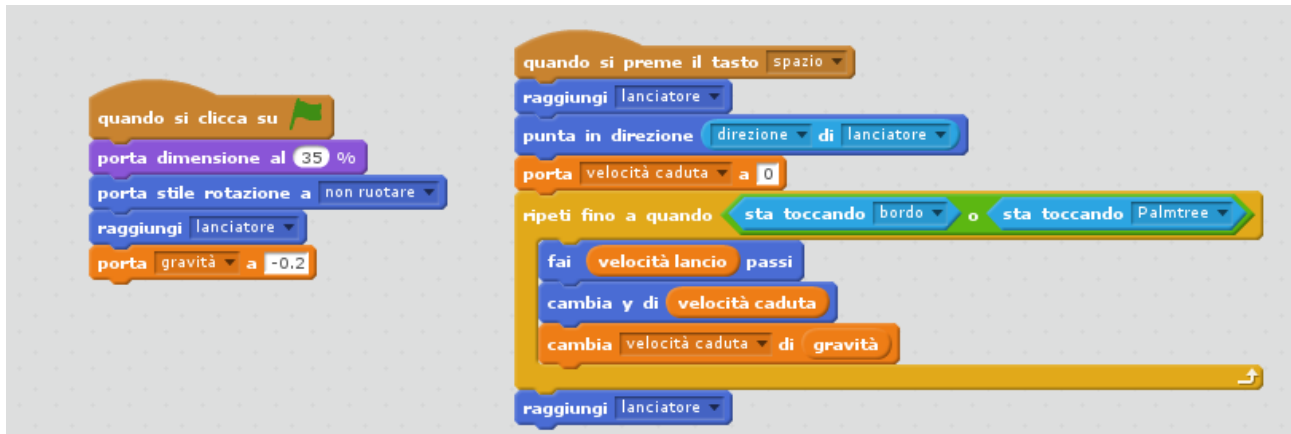 quando si clicca su
porta dimensione al 35 %
porta stile rotazione a non ruotare
raggiungi lanciatore
porta gravità a -0.2
quando si preme il tasto spazio
raggiungi lanciatore
punta in direzione direzione di lanciatore
porta velocità caduta a 0
ripeti fino a quando sta toccando bordo o sta toccando Palmtree
fai velocità lancio passi
cambia y di velocità caduta
cambia velocità caduta di gravità
raggiungi lanciatore